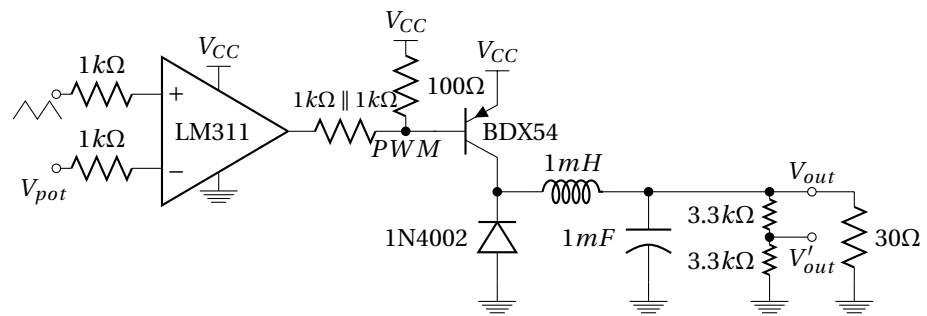 V_CC
V_CC
V_CC
1kΩ
100Ω
1kΩ ∥ 1kΩ
+
LM311
BDX54
1kΩ
PWM
−
1mH
V_pot
V_out
3.3kΩ
1N4002
1mF
30Ω
3.3kΩ
V'_out